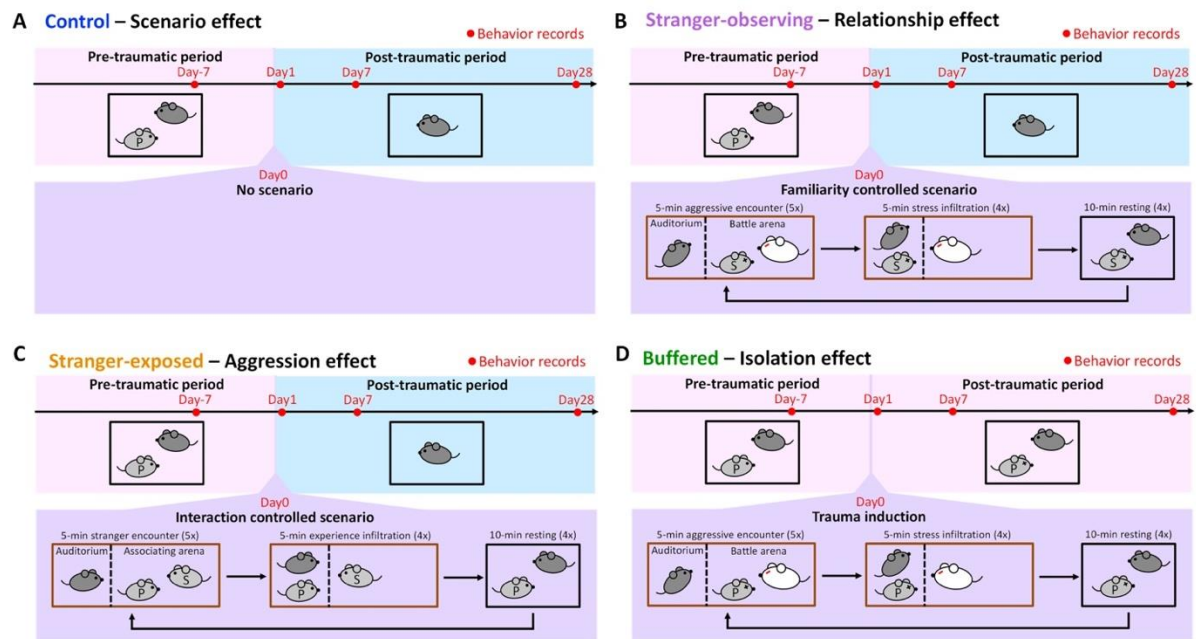 A Control – Scenario effect
Behavior records
Pre-traumatic period Post-traumatic period
Day-7 Day1 Day7 Day28
P
Day0
No scenario
B Stranger-observing – Relationship effect
Behavior records
Pre-traumatic period Post-traumatic period
Day-7 Day1 Day7 Day28
P
Day0
Familiarity controlled scenario
5-min aggressive encounter (5x) 5-min stress infiltration (4x) 10-min resting (4x)
Auditorium Battle arena
S S S
C Stranger-exposed – Aggression effect
Behavior records
Pre-traumatic period Post-traumatic period
Day-7 Day1 Day7 Day28
P
Day0
Interaction controlled scenario
5-min stranger encounter (5x) 5-min experience infiltration (4x) 10-min resting (4x)
Auditorium Associating arena
P S P S P
D Buffered – Isolation effect
Behavior records
Pre-traumatic period Post-traumatic period
Day-7 Day1 Day7 Day28
P P
Day0
Trauma induction
5-min aggressive encounter (5x) 5-min stress infiltration (4x) 10-min resting (4x)
Auditorium Battle arena
P P P